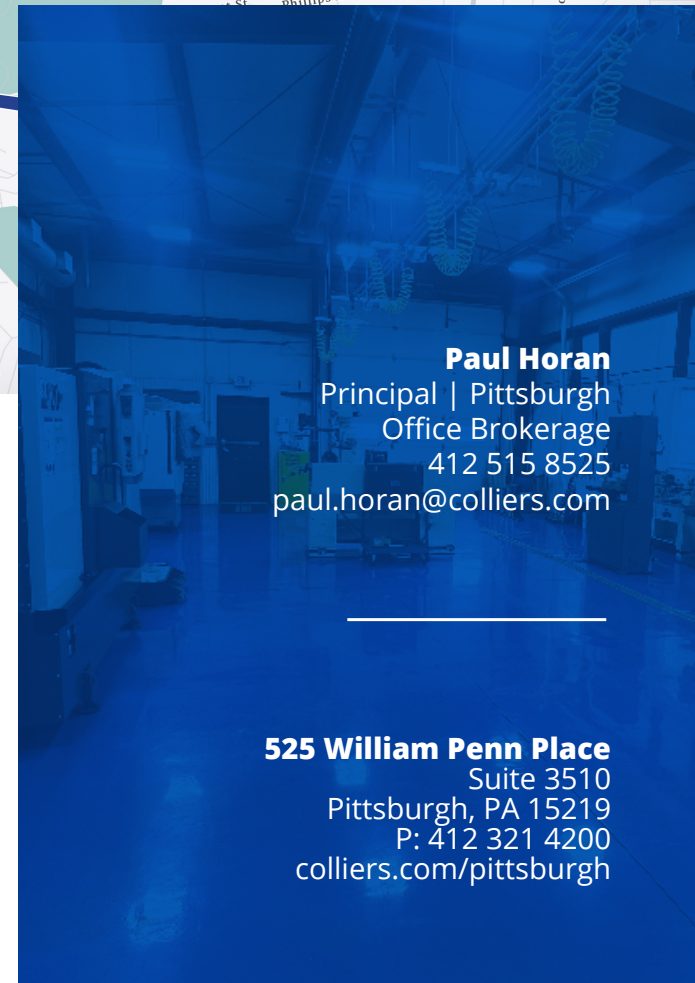 Paul Horan
Principal | Pittsburgh
Office Brokerage
412 515 8525
paul.horan@colliers.com
525 William Penn Place
Suite 3510
Pittsburgh, PA 15219
P: 412 321 4200
colliers.com/pittsburgh